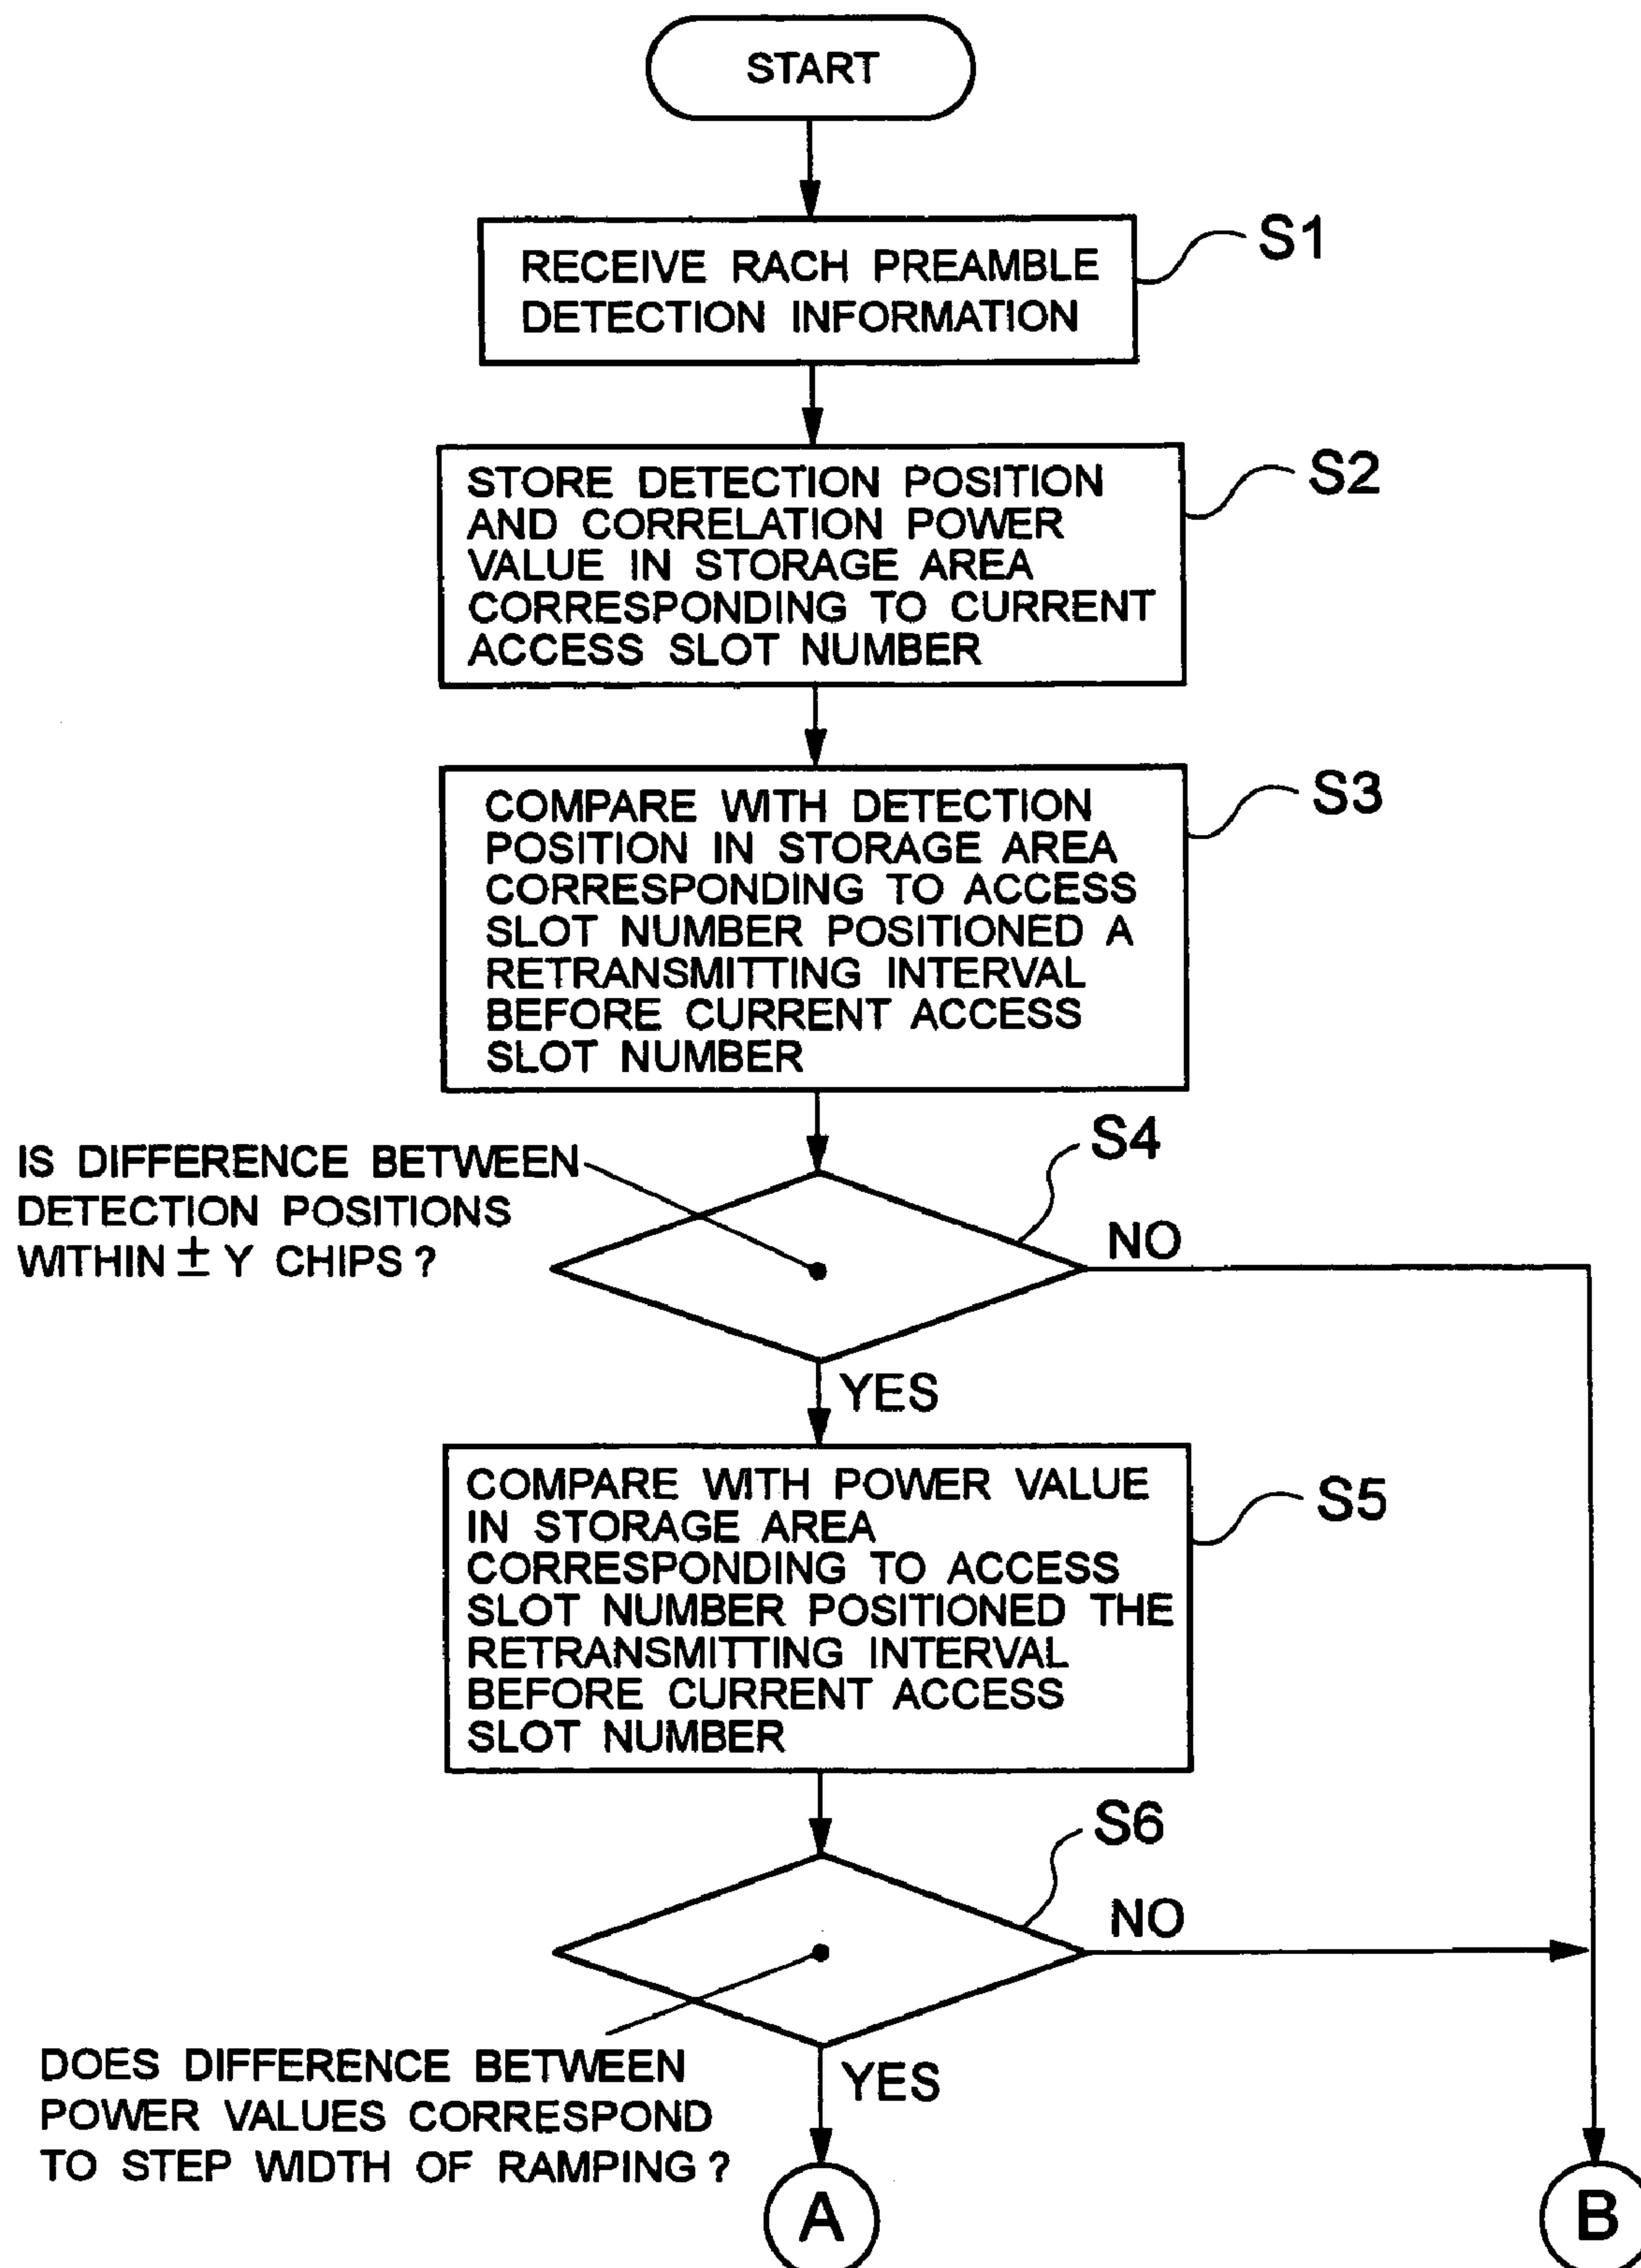 START
RECEIVE RACH PREAMBLE
DETECTION INFORMATION
S1
STORE DETECTION POSITION
AND CORRELATION POWER
VALUE IN STORAGE AREA
CORRESPONDING TO CURRENT
ACCESS SLOT NUMBER
S2
COMPARE WITH DETECTION
POSITION IN STORAGE AREA
CORRESPONDING TO ACCESS
SLOT NUMBER POSITIONED A
RETRANSMITTING INTERVAL
BEFORE CURRENT ACCESS
SLOT NUMBER
S3
IS DIFFERENCE BETWEEN
DETECTION POSITIONS
WITHIN ± Y CHIPS ?
S4
NO
YES
COMPARE WITH POWER VALUE
IN STORAGE AREA
CORRESPONDING TO ACCESS
SLOT NUMBER POSITIONED THE
RETRANSMITTING INTERVAL
BEFORE CURRENT ACCESS
SLOT NUMBER
S5
S6
NO
DOES DIFFERENCE BETWEEN
POWER VALUES CORRESPOND
TO STEP WIDTH OF RAMPING ?
YES
A
B